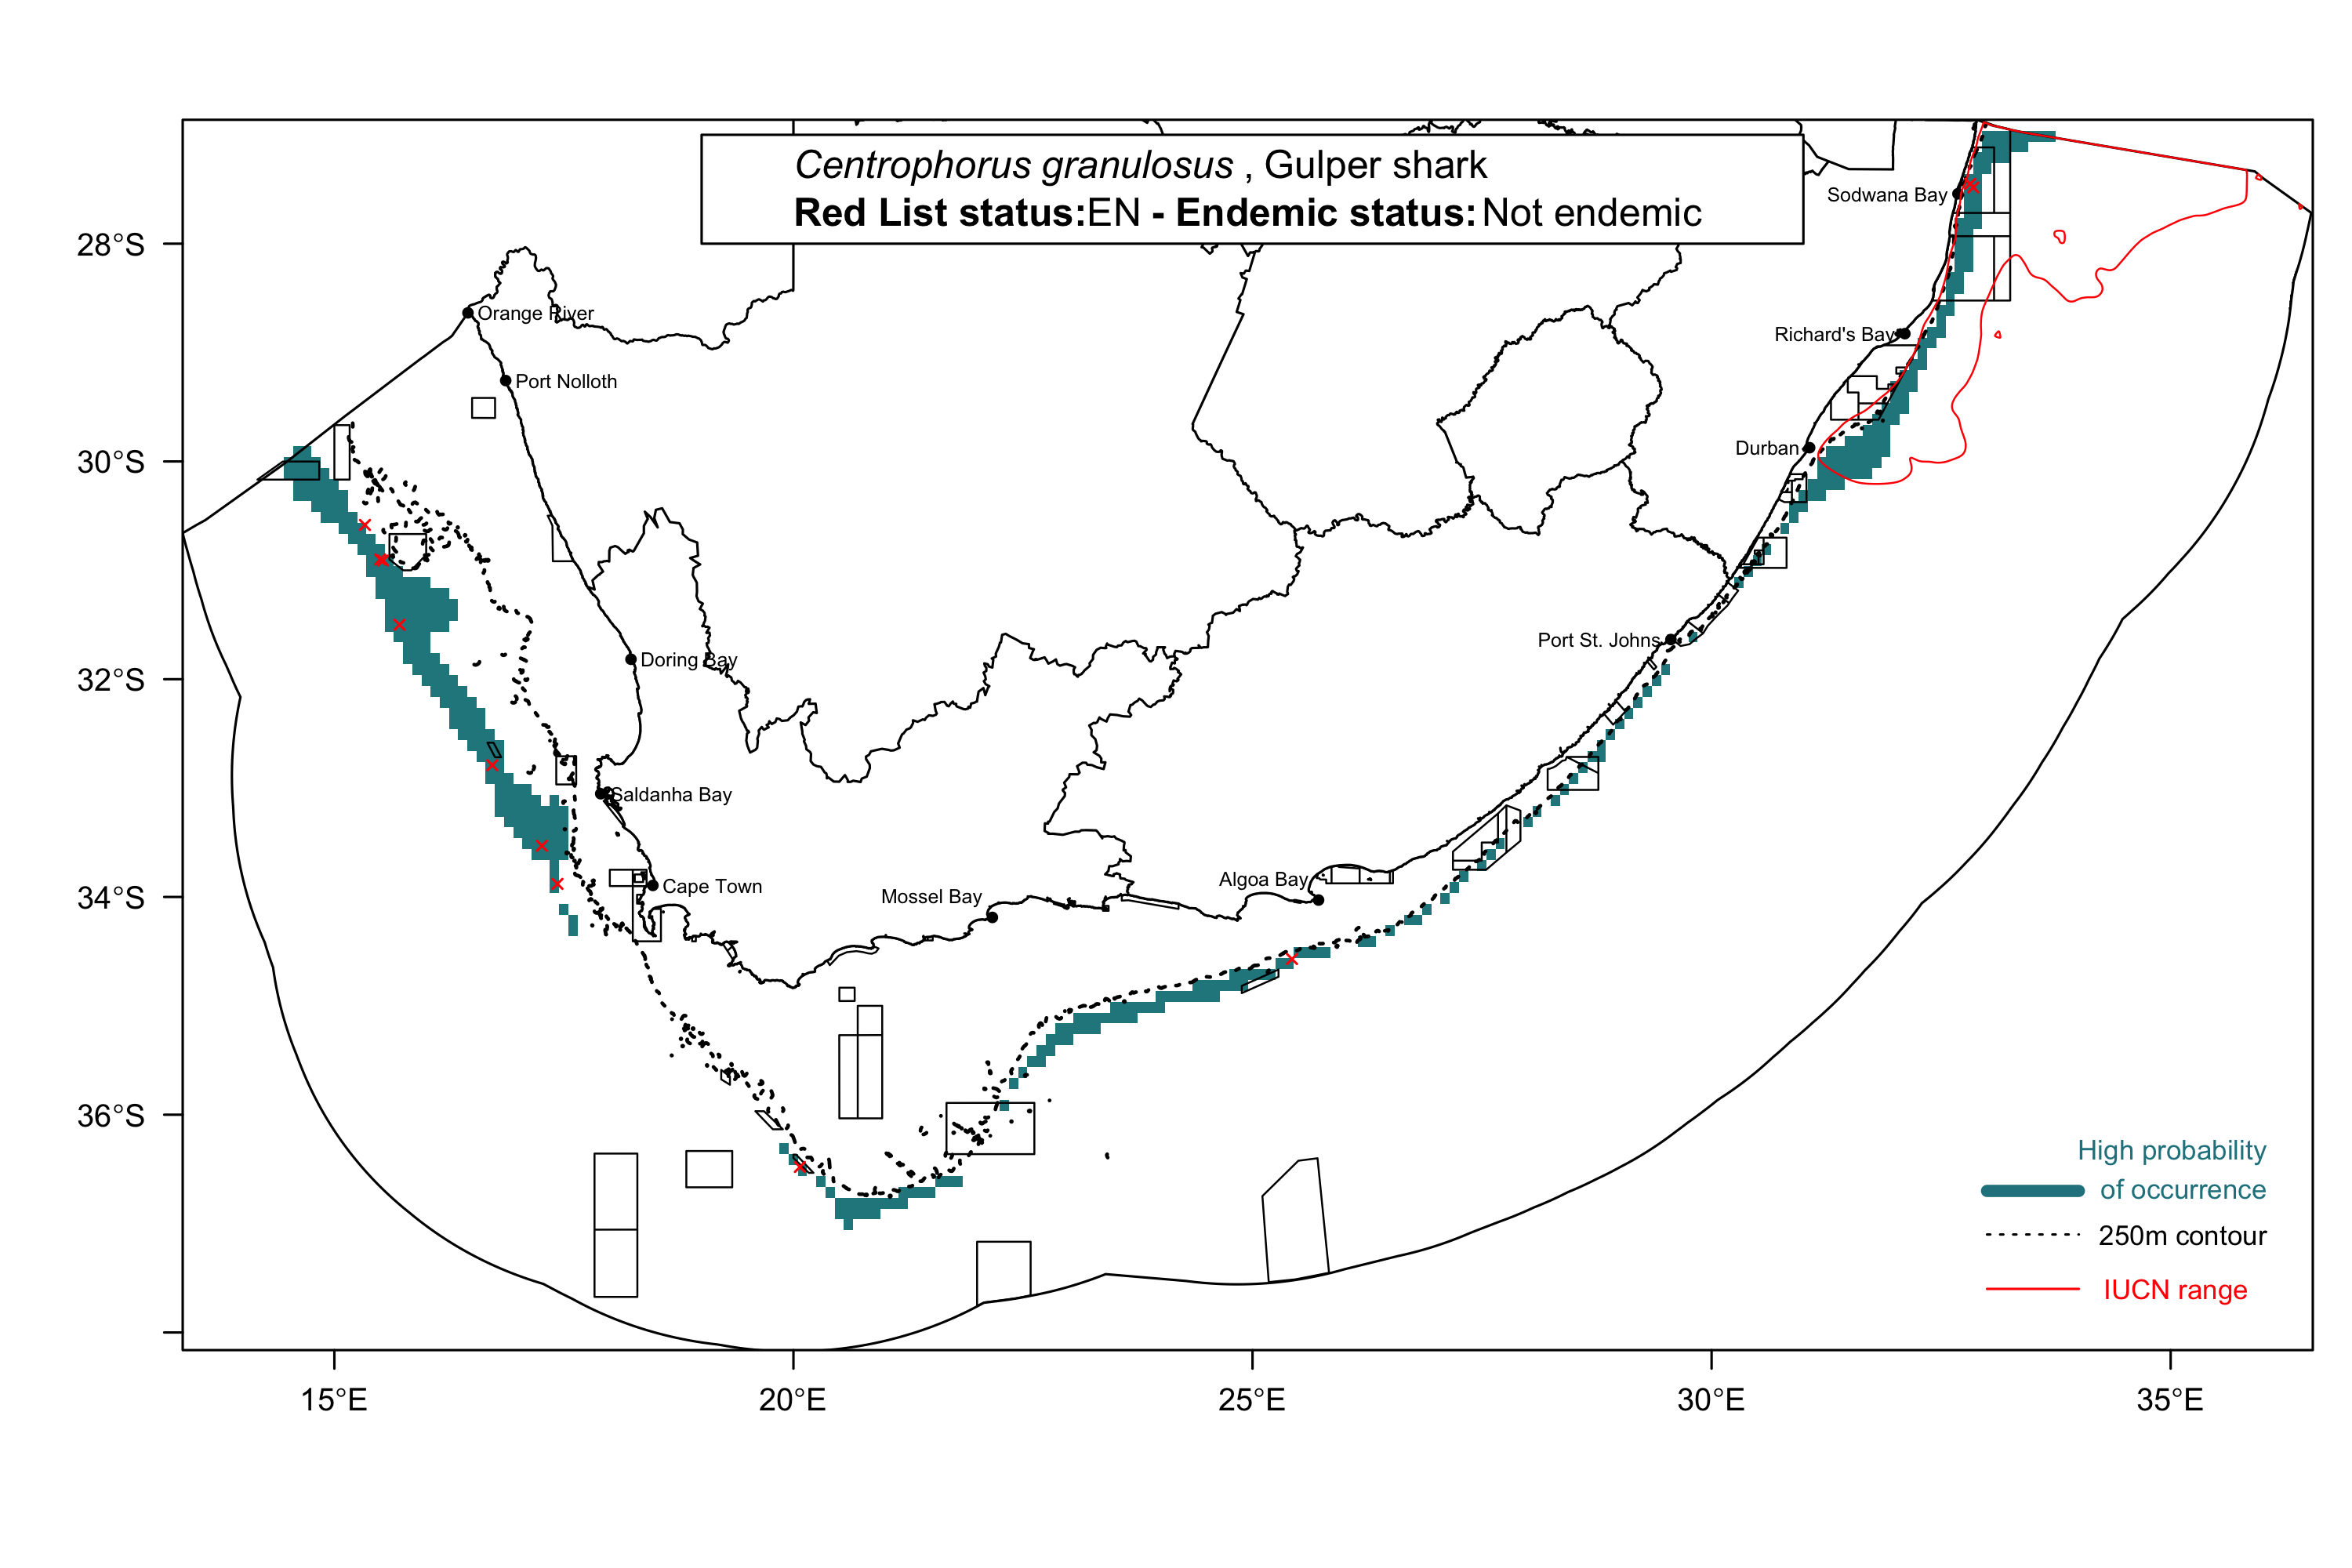 Centrophorus granulosus , Gulper shark
Red List status:EN - Endemic status: Not endemic
Sodwana Bay
28°S
Orange River
Richard's Bay
Port Nolloth
Durban
30°S
Port St. Johns
Doring Bay
32°S
Saldanha Bay
Cape Town
Algoa Bay
Mossel Bay
34°S
36°S
High probability
of occurrence
250m contour
IUCN range
15°E
20°E
25°E
30°E
35°E